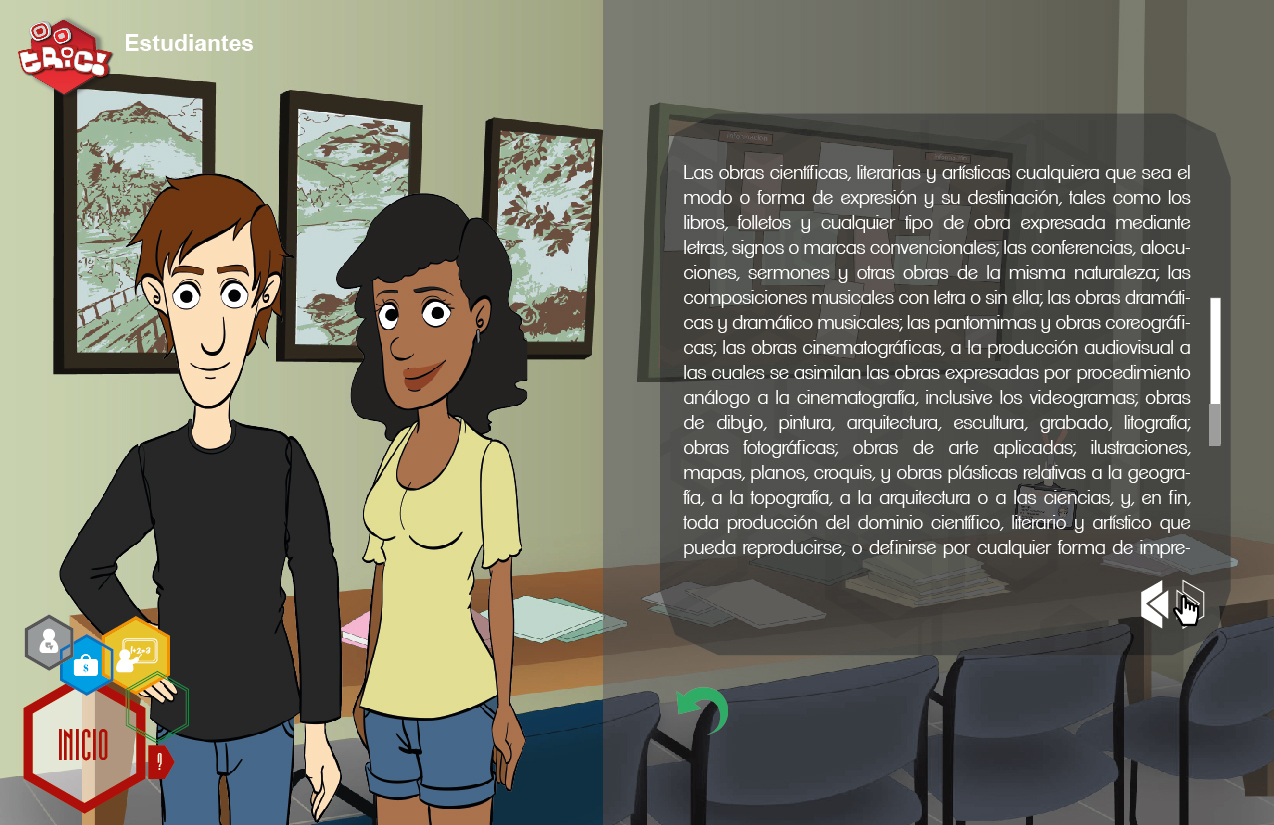 tRic!
Estudiantes
Información
Las obras científicas, literarias y artísticas cualquiera que sea el
modo o forma de expresión y su destinación, tales como los
libros, folletos y cualquier tipo de obra expresada mediante
letras, signos o marcas convencionales; las conferencias, alocu-
ciones, sermones y otras obras de la misma naturaleza; las
composiciones musicales con letra o sin ella; las obras dramáti-
cas y dramático musicales; las pantomimas y obras coreográfi-
cas; las obras cinematográficas, a la producción audiovisual a
las cuales se asimilan las obras expresadas por procedimiento
análogo a la cinematografía, inclusive los videogramas; obras
de dibujo, pintura, arquitectura, escultura, grabado, litografía;
obras fotográficas; obras de arte aplicadas; ilustraciones,
mapas, planos, croquis, y obras plásticas relativas a la geogra-
fía, a la topografía, a la arquitectura o a las ciencias, y, en fin,
toda producción del dominio científico, literario y artístico que
pueda reproducirse, o definirse por cualquier forma de impre-
1+2=3
$
INICIO
?